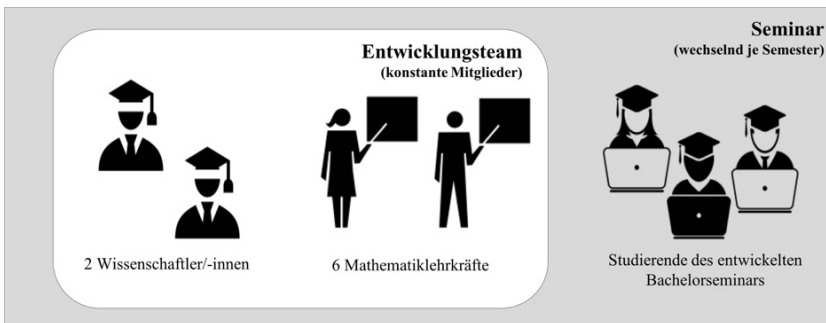 Seminar
(wechselnd je Semester)
Entwicklungsteam
(konstante Mitglieder)
2 Wissenschaftler/-innen
6 Mathematiklehrkräfte
Studierende des entwickelten
Bachelorseminars